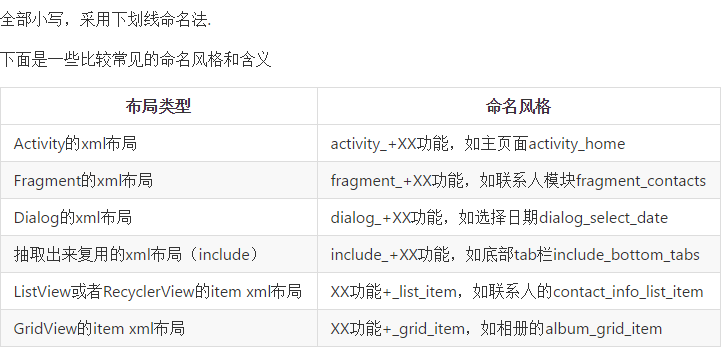 全部小写，采用下划线命名法.
下面是一些比较常见的命名风格和含义
布局类型 命名风格
Activity的xml布局 activity_+XX功能，如主页面activity_home
Fragment的xml布局 fragment_+XX功能，如联系人模块fragment_contacts
Dialog的xml布局 dialog_+XX功能，如选择日期dialog_select_date
抽取出来复用的xml布局（include） include_+XX功能，如底部tab栏include_bottom_tabs
ListView或者RecyclerView的item xml布局 XX功能+_list_item，如联系人的contact_info_list_item
GridView的item xml布局 XX功能+_grid_item，如相册的album_grid_item